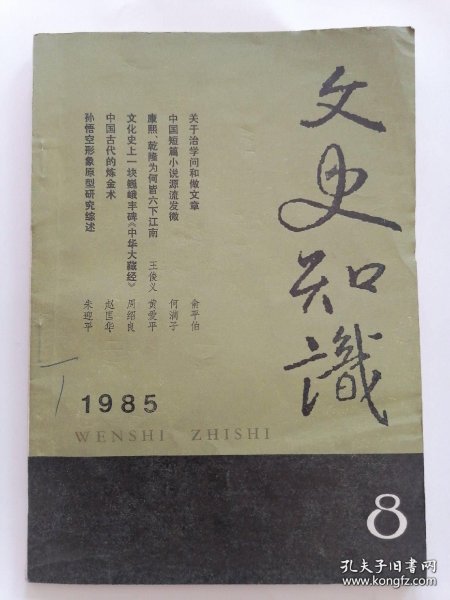 文史知識
关于治学问和做文章 俞平伯
中国短篇小说源流发微 何满子
康熙、乾隆为何皆六下江南 王俊义 黄爱平
文化史上一块巍峨丰碑《中华大藏经》 周绍良
中国古代的炼金术 赵匡华
孙悟空形象原型研究综述 朱迎平
1985
WENSHI ZHISHI
8
孔夫子旧书网
www.kongfz.com